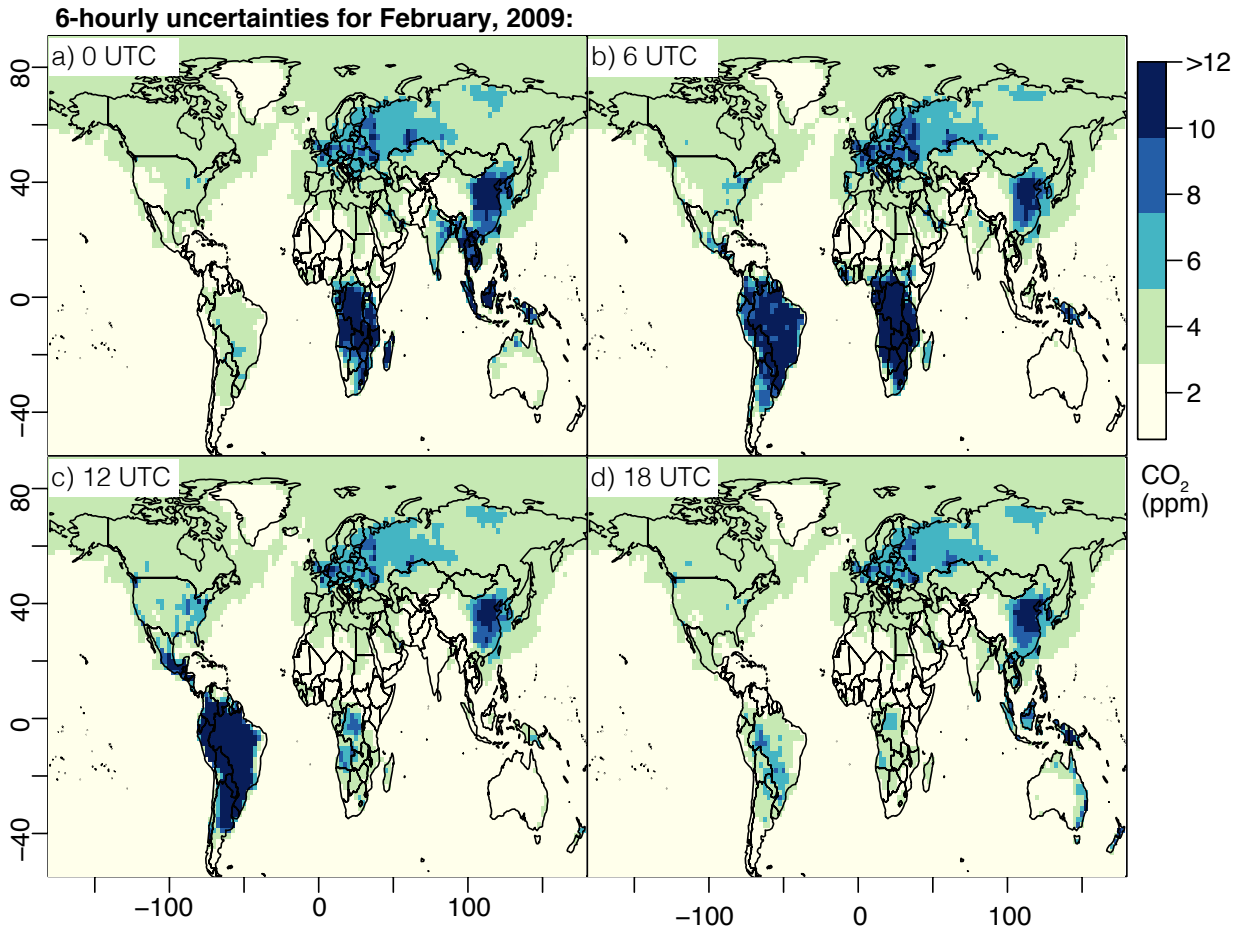 6-hourly uncertainties for February, 2009:
a) 0 UTC
b) 6 UTC
80
40
0
−40
>12
10
8
6
4
2
CO2
(ppm)
c) 12 UTC
d) 18 UTC
80
40
0
−40
−100
0
100
−100
0
100